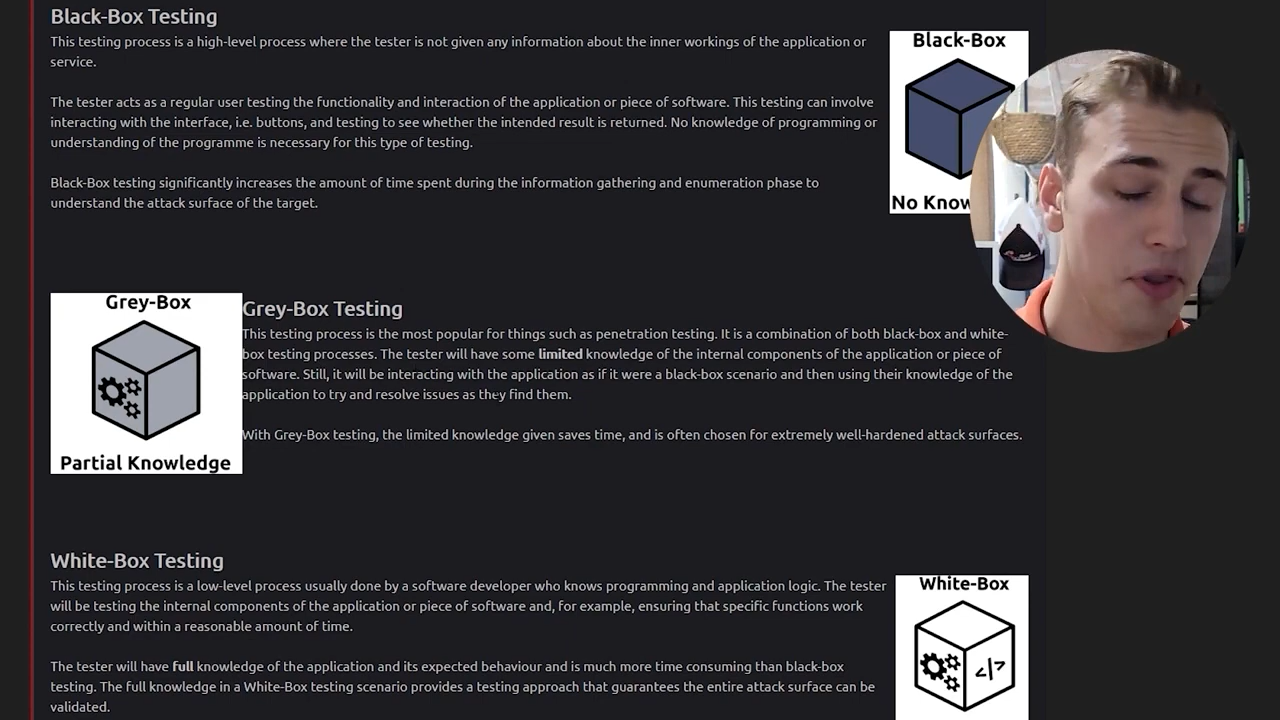 Black-Box Testing
This testing process is a high-level process where the tester is not given any information about the inner workings of the application or
service.
The tester acts as a regular user testing the functionality and interaction of the application or piece of software. This testing can involve
interacting with the interface, i.e. buttons, and testing to see whether the intended result is returned. No knowledge of programming or
understanding of the programme is necessary for this type of testing.
Black-Box testing significantly increases the amount of time spent during the information gathering and enumeration phase to
understand the attack surface of the target.
Black-Box
No Know
Grey-Box
Partial Knowledge
Grey-Box Testing
This testing process is the most popular for things such as penetration testing. It is a combination of both black-box and white-
box testing processes. The tester will have some limited knowledge of the internal components of the application or piece of
software. Still, it will be interacting with the application as if it were a black-box scenario and then using their knowledge of the
application to try and resolve issues as they find them.
With Grey-Box testing, the limited knowledge given saves time, and is often chosen for extremely well-hardened attack surfaces.
White-Box Testing
This testing process is a low-level process usually done by a software developer who knows programming and application logic. The tester
will be testing the internal components of the application or piece of software and, for example, ensuring that specific functions work
correctly and within a reasonable amount of time.
The tester will have full knowledge of the application and its expected behaviour and is much more time consuming than black-box
testing. The full knowledge in a White-Box testing scenario provides a testing approach that guarantees the entire attack surface can be
validated.
White-Box
</>